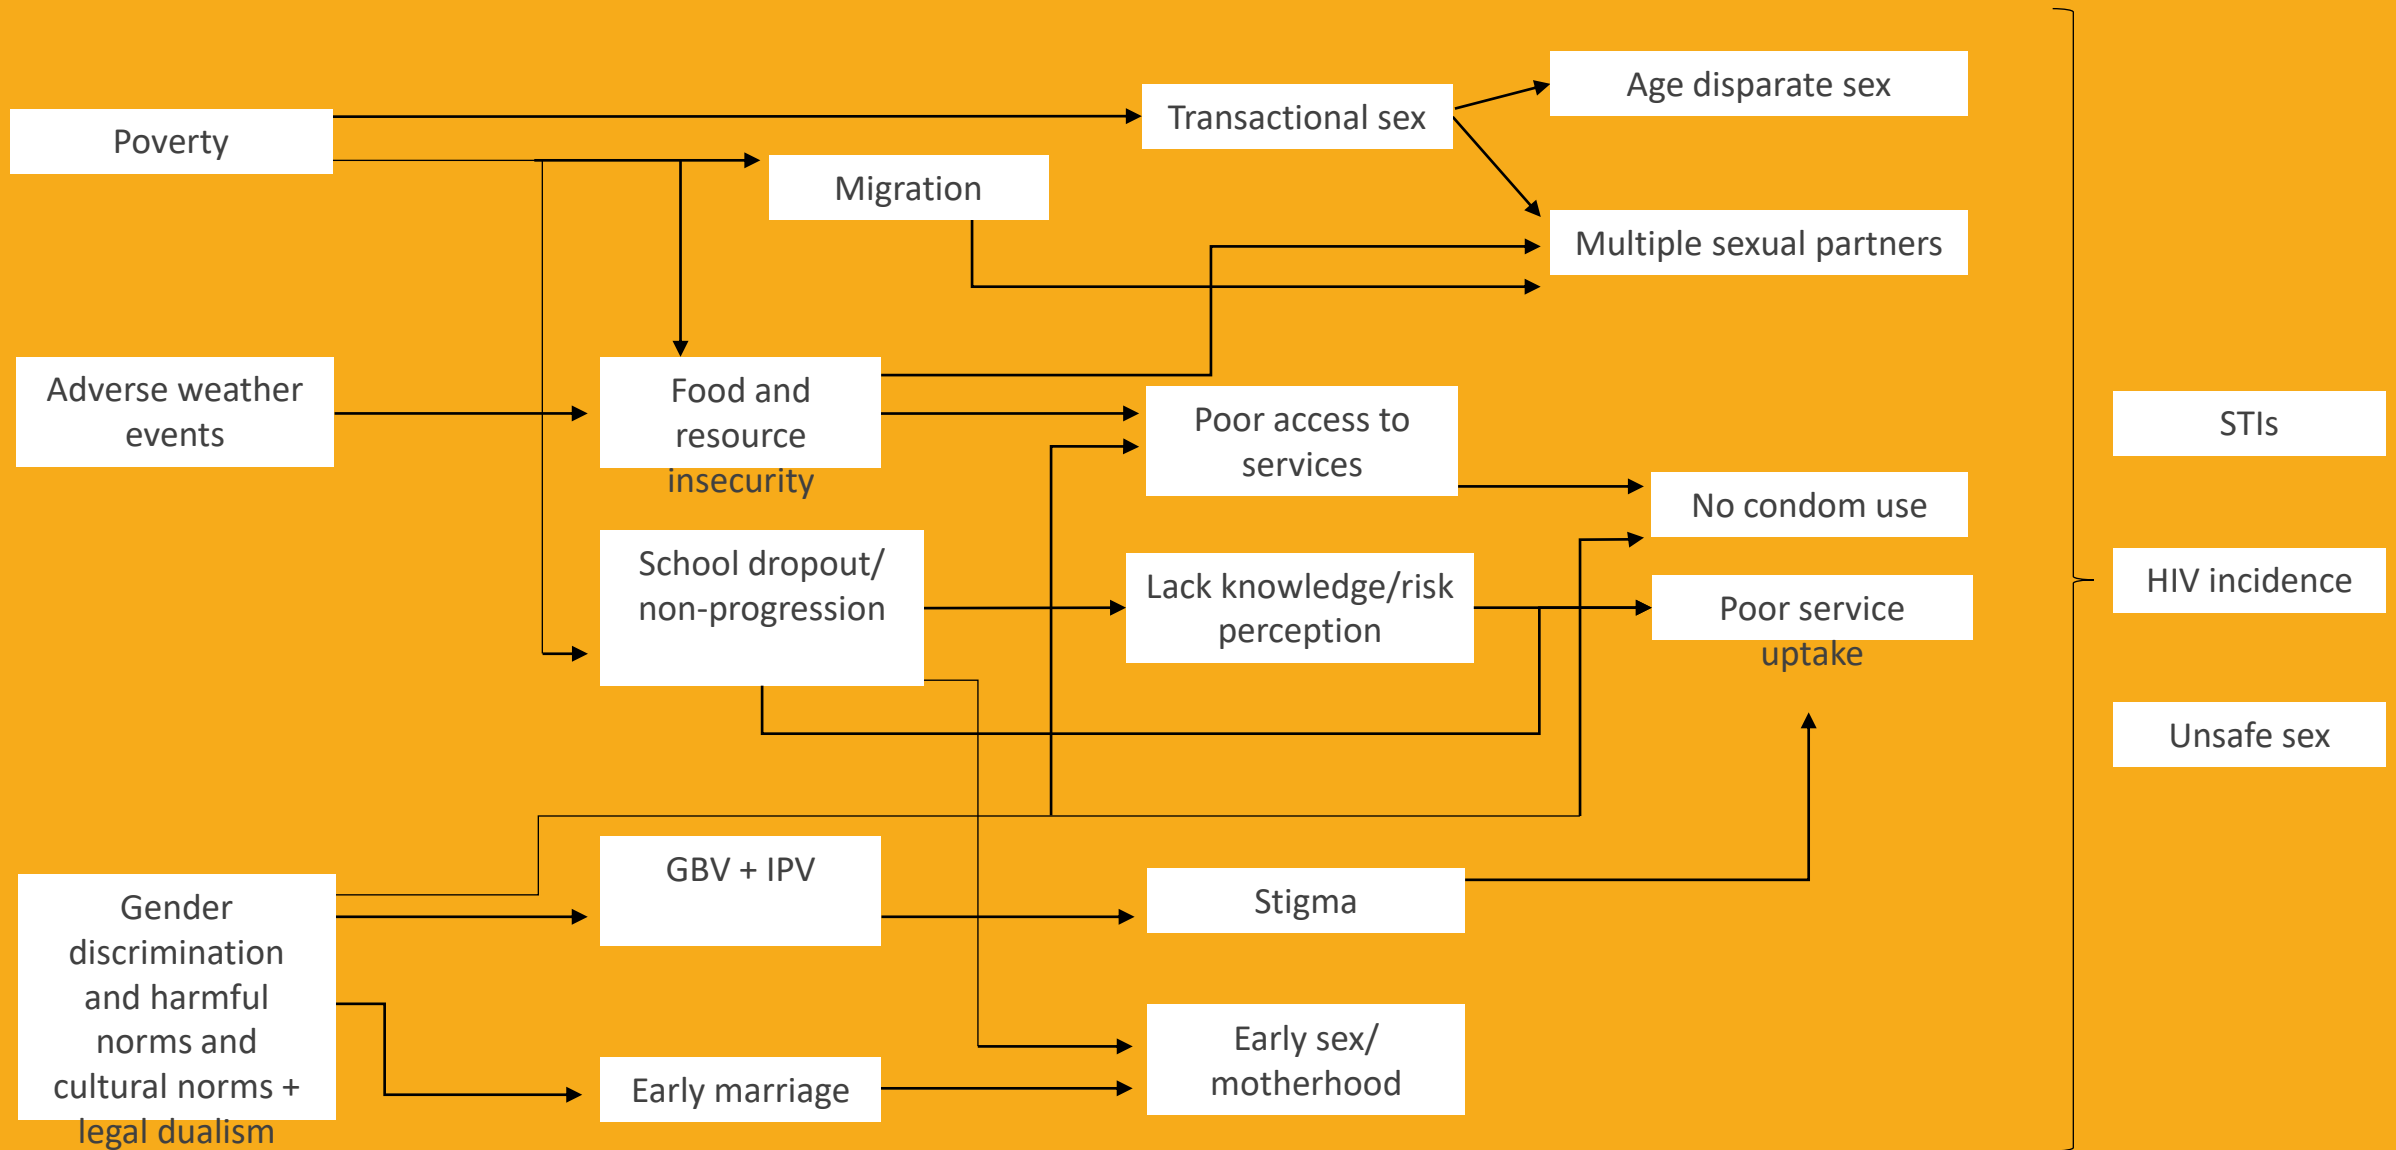 Poverty
Transactional sex
Age disparate sex
Migration
Multiple sexual partners
Adverse weather
events
Food and
resource
insecurity
Poor access to
services
No condom use
School dropout/
non-progression
Lack knowledge/risk
perception
Poor service
uptake
GBV + IPV
Stigma
Gender
discrimination
and harmful
norms and
cultural norms +
legal dualism
Early marriage
Early sex/
motherhood
STIs
HIV incidence
Unsafe sex